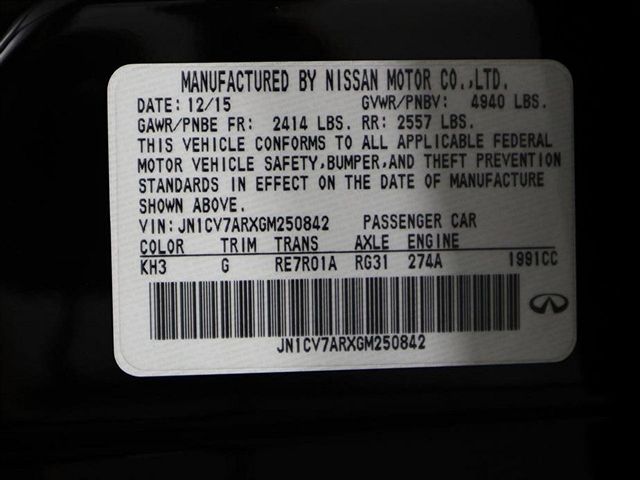 MANUFACTURED BY NISSAN MOTOR CO.,LTD.
DATE: 12/15 GVWR/PNBV: 4940 LBS.
GAWR/PNBE FR: 2414 LBS. RR: 2557 LBS.
THIS VEHICLE CONFORMS TO ALL APPLICABLE FEDERAL
MOTOR VEHICLE SAFETY,BUMPER,AND THEFT PREVENTION
STANDARDS IN EFFECT ON THE DATE OF MANUFACTURE
SHOWN ABOVE.
VIN: JN1CV7ARXGM250842 PASSENGER CAR
COLOR TRIM TRANS AXLE ENGINE
KH3 G RE7R01A RG31 274A 1991CC
JN1CV7ARXGM250842